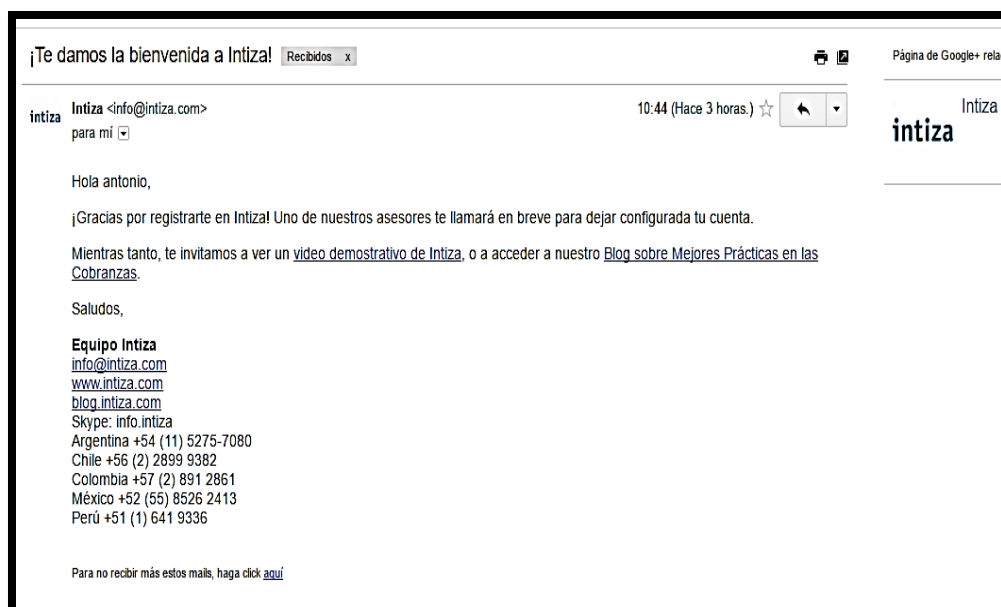 ¡Te damos la bienvenida a Intiza! Recibidos x
Página de Google+ rela
intiza
Intiza <info@intiza.com>
10:44 (Hace 3 horas.)
para mí
Intiza
intiza
Hola antonio,
¡Gracias por registrarte en Intiza! Uno de nuestros asesores te llamará en breve para dejar configurada tu cuenta.
Mientras tanto, te invitamos a ver un video demostrativo de Intiza, o a acceder a nuestro Blog sobre Mejores Prácticas en las
Cobranzas.
Saludos,
Equipo Intiza
info@intiza.com
www.intiza.com
blog.intiza.com
Skype: info.intiza
Argentina +54 (11) 5275-7080
Chile +56 (2) 2899 9382
Colombia +57 (2) 891 2861
México +52 (55) 8526 2413
Perú +51 (1) 641 9336
Para no recibir más estos mails, haga click aquí